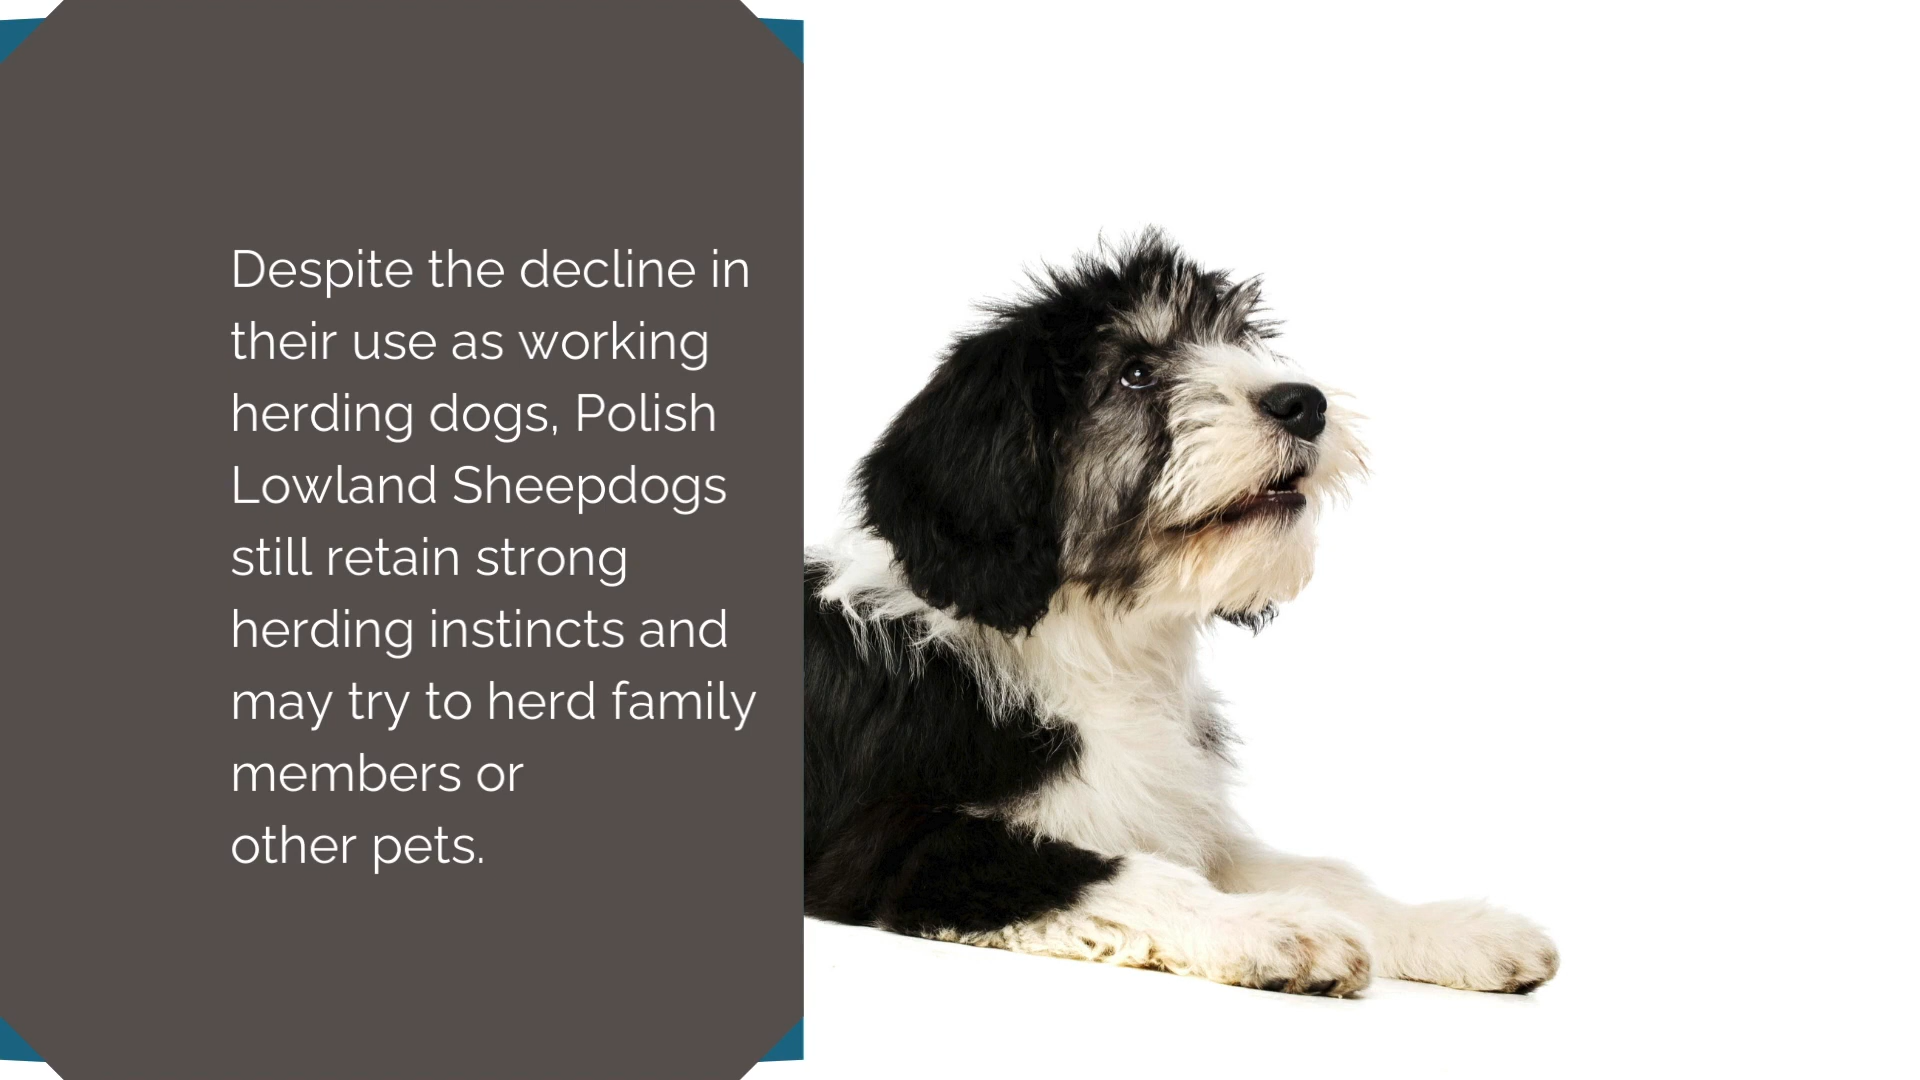 Despite the decline in
their use as working
herding dogs, Polish
Lowland Sheepdogs
still retain strong
herding instincts and
may try to herd family
members or
other pets.